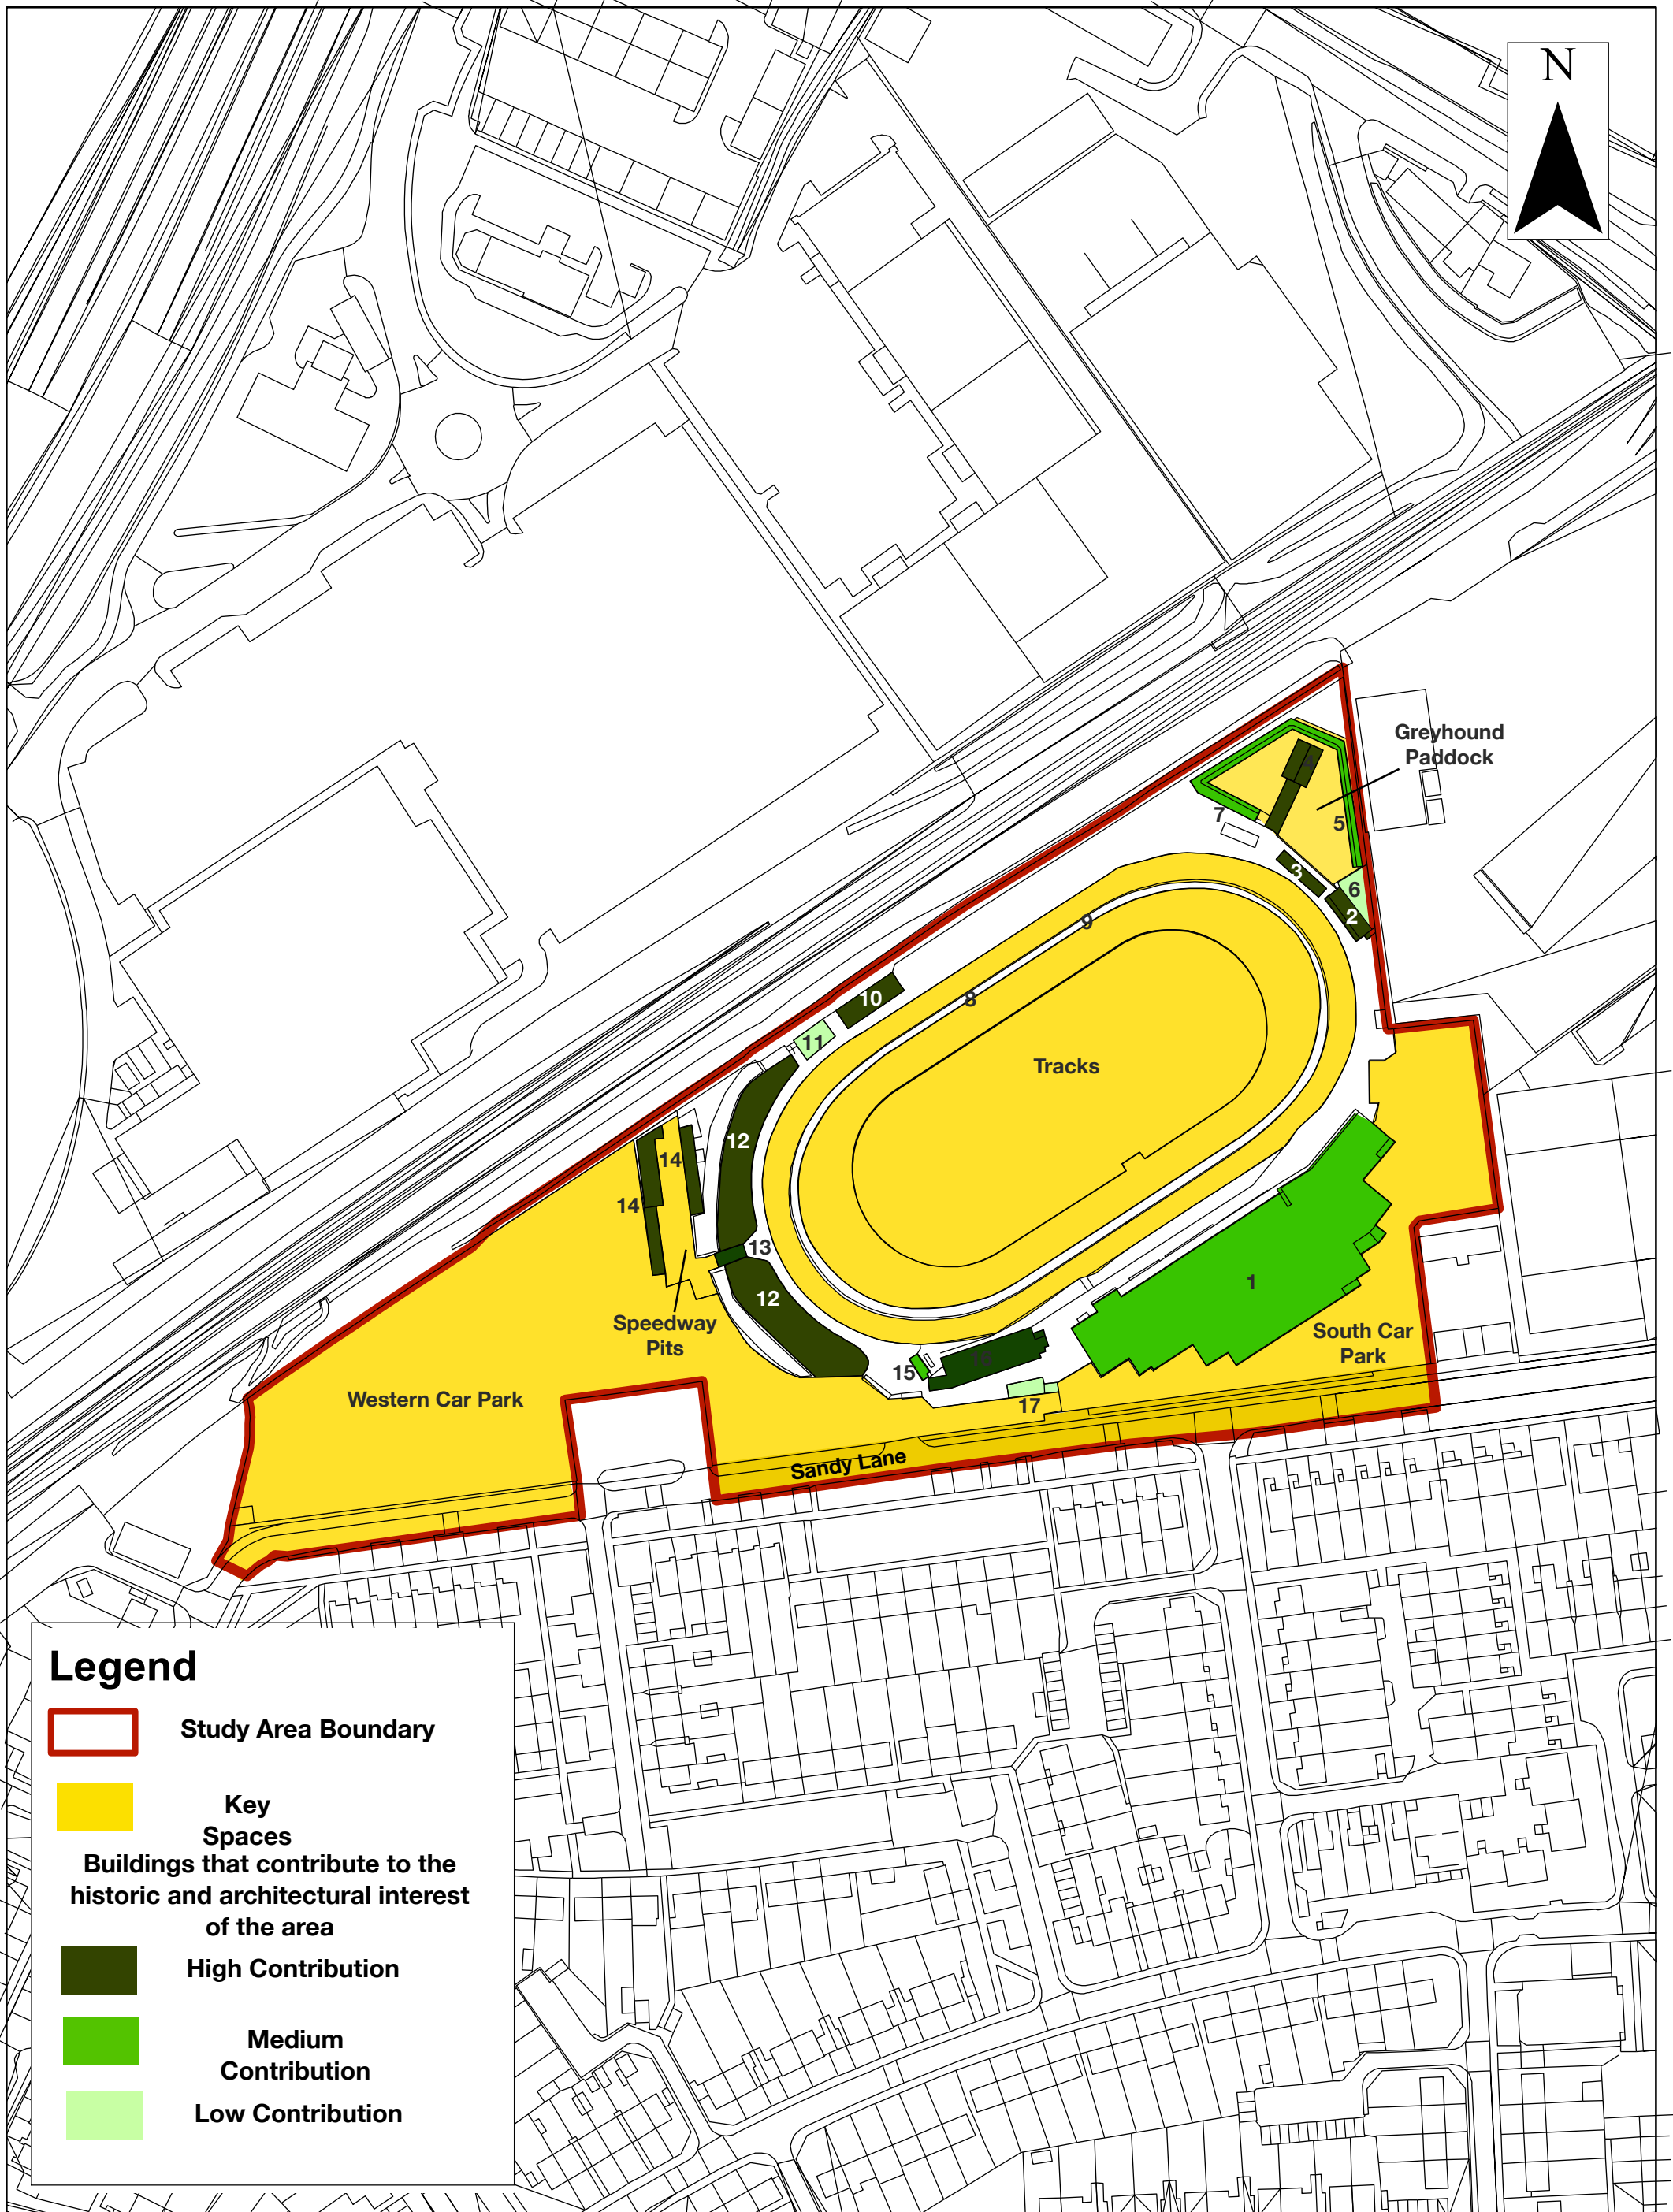 N
Greyhound
Paddock
4
7
5
3
6
2
9
8
10
11
Tracks
12
14
14
13
12
1
Speedway
Pits
South Car
Park
15
16
17
Western Car Park
Sandy Lane
Legend
Study Area Boundary
Key
Spaces
Buildings that contribute to the
historic and architectural interest
of the area
High Contribution
Medium
Contribution
Low Contribution